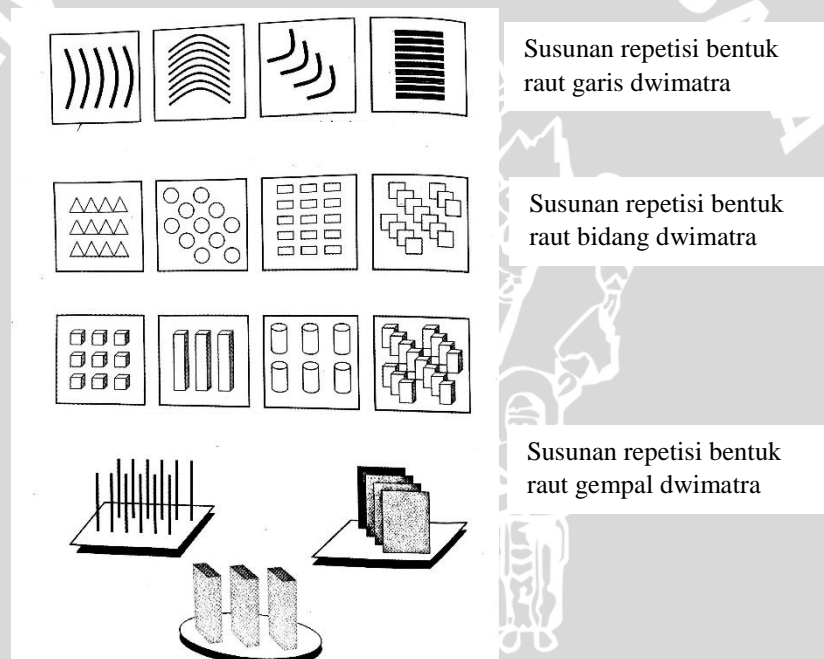 Susunan repetisi bentuk
raut garis dwimatra
Susunan repetisi bentuk
raut bidang dwimatra
Susunan repetisi bentuk
raut gempal dwimatra